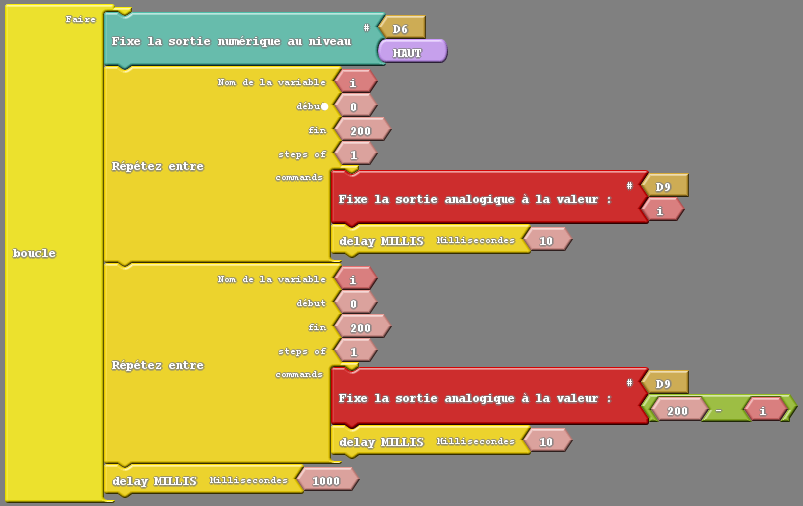 boucle
Faire
Fixe la sortie numérique au niveau
#
D6
HAUT
Répétez entre
Nom de la variable
i
débu
0
fin
200
steps of
1
commands
Fixe la sortie analogique à la valeur :
#
D9
i
delay MILLIS Millisecondes 10
Répétez entre
Nom de la variable
i
début
0
fin
200
steps of
1
commands
Fixe la sortie analogique à la valeur :
#
D9
200 - i
delay MILLIS Millisecondes 10
delay MILLIS Millisecondes 1000